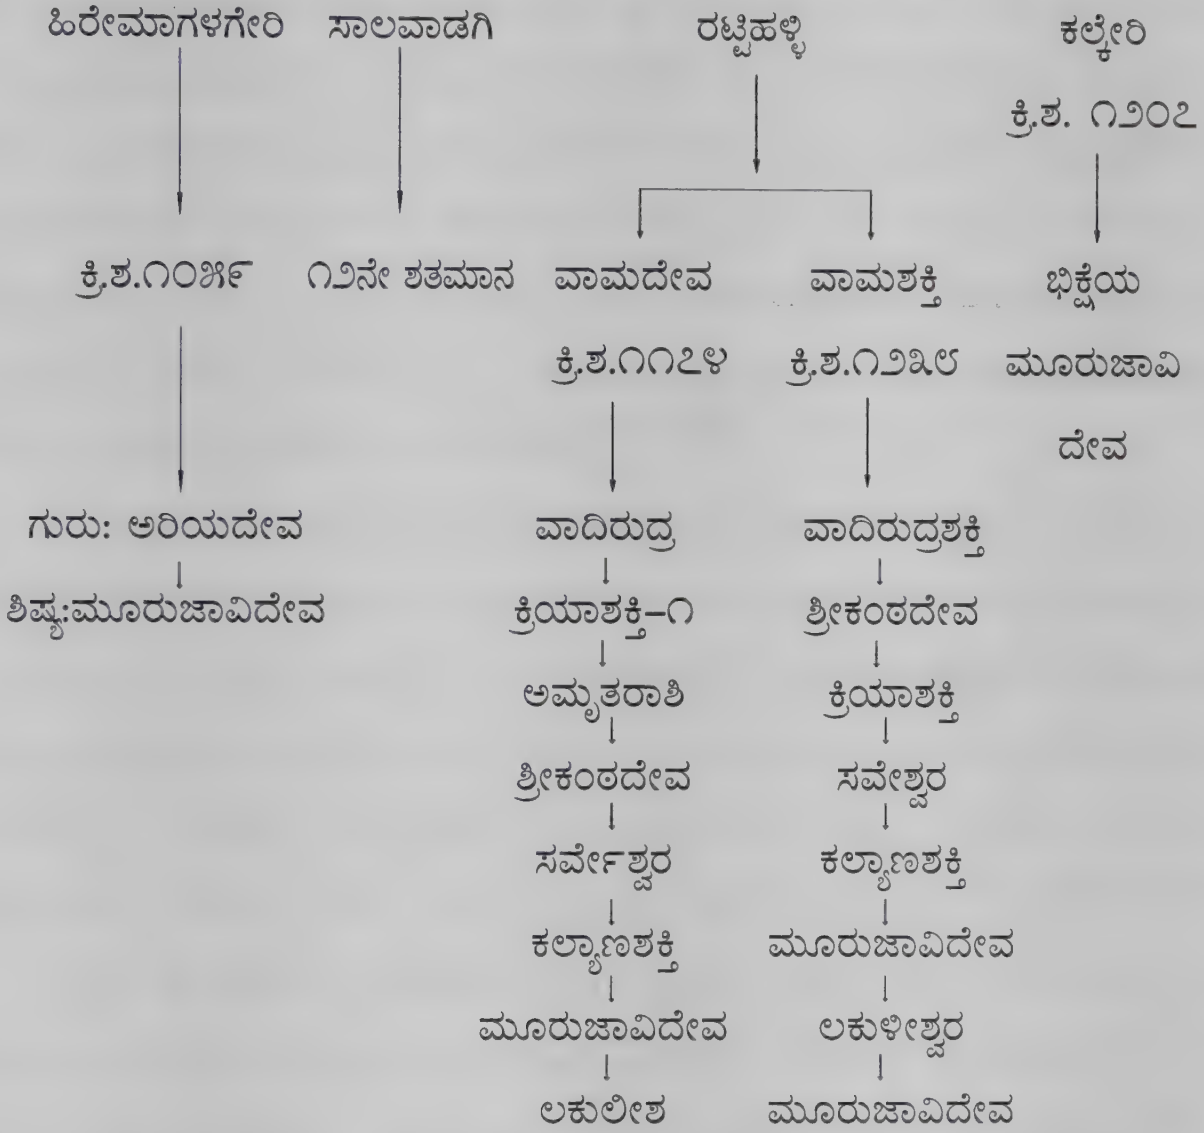 ಹಿರೇಮಾಗಳಗೇರಿ ಸಾಲವಾಡಗಿ ರಟ್ಟಿಹಳ್ಳಿ ಕಲ್ಕೇರಿ
ಕ್ರಿ.ಶ. ೧೨೦೭
ಕ್ರಿ.ಶ.೧೦೫೯ ೧೨ನೇ ಶತಮಾನ ವಾಮದೇವ ವಾಮಶಕ್ತಿ ಭಿಕ್ಷೆಯ
ಕ್ರಿ.ಶ.೧೧೭೪ ಕ್ರಿ.ಶ.೧೨೩೮ ಮೂರುಜಾವಿ
ದೇವ
ಗುರು: ಅರಿಯದೇವ ವಾದಿರುದ್ರ ವಾದಿರುದ್ರಶಕ್ತಿ
ಶಿಷ್ಯ:ಮೂರುಜಾವಿದೇವ ಕ್ರಿಯಾಶಕ್ತಿ–೧ ಶ್ರೀಕಂಠದೇವ
ಅಮೃತರಾಶಿ ಕ್ರಿಯಾಶಕ್ತಿ
ಶ್ರೀಕಂಠದೇವ ಸವೇಶ್ವರ
ಸರ್ವೇಶ್ವರ ಕಲ್ಯಾಣಶಕ್ತಿ
ಕಲ್ಯಾಣಶಕ್ತಿ ಮೂರುಜಾವಿದೇವ
ಮೂರುಜಾವಿದೇವ ಲಕುಳೀಶ್ವರ
ಲಕುಲೀಶ ಮೂರುಜಾವಿದೇವ